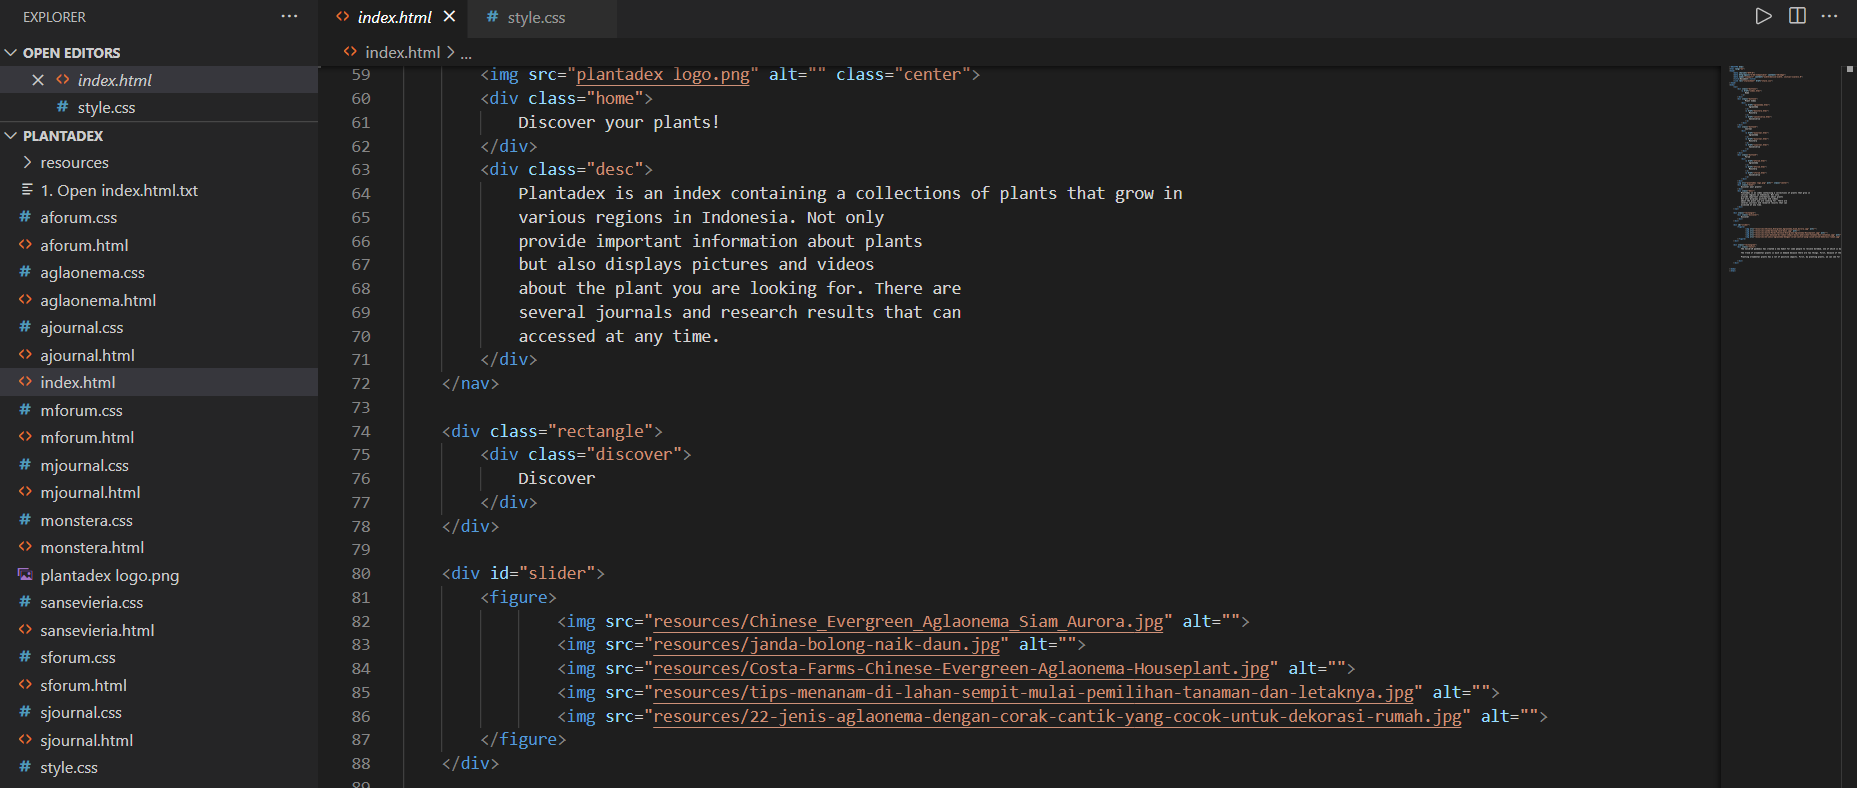 EXPLORER
OPEN EDITORS
index.html
style.css
PLANTADEX
resources
1. Open index.html.txt
aforum.css
aforum.html
aglaonema.css
aglaonema.html
ajournal.css
ajournal.html
index.html
mforum.css
mforum.html
mjournal.css
mjournal.html
monstera.css
monstera.html
plantadex logo.png
sansevieria.css
sansevieria.html
sforum.css
sforum.html
sjournal.css
sjournal.html
style.css
index.html
style.css
index.html > ...
59 <img src="plantadex logo.png" alt="" class="center">
60 <div class="home">
61 Discover your plants!
62 </div>
63 <div class="desc">
64 Plantadex is an index containing a collections of plants that grow in
65 various regions in Indonesia. Not only
66 provide important information about plants
67 but also displays pictures and videos
68 about the plant you are looking for. There are
69 several journals and research results that can
70 accessed at any time.
71 </div>
72 </nav>
73
74 <div class="rectangle">
75 <div class="discover">
76 Discover
77 </div>
78 </div>
79
80 <div id="slider">
81 <figure>
82 <img src="resources/Chinese_Evergreen_Aglaonema_Siam_Aurora.jpg" alt="">
83 <img src="resources/janda-bolong-naik-daun.jpg" alt="">
84 <img src="resources/Costa-Farms-Chinese-Evergreen-Aglaonema-Houseplant.jpg" alt="">
85 <img src="resources/tips-menanam-di-lahan-sempit-mulai-pemilihan-tanaman-dan-letaknya.jpg" alt="">
86 <img src="resources/22-jenis-aglaonema-dengan-corak-cantik-yang-cocok-untuk-dekorasi-rumah.jpg" alt="">
87 </figure>
88 </div>
89